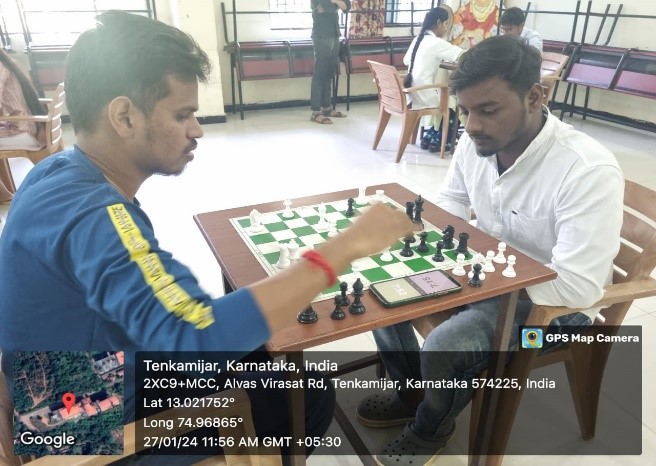 GPS Map Camera
Tenkamijar, Karnataka, India
2XC9+MCC, Alvas Virasat Rd, Tenkamijar, Karnataka 574225, India
Lat 13.021752°
Long 74.96865°
27/01/24 11:56 AM GMT +05:30
Google